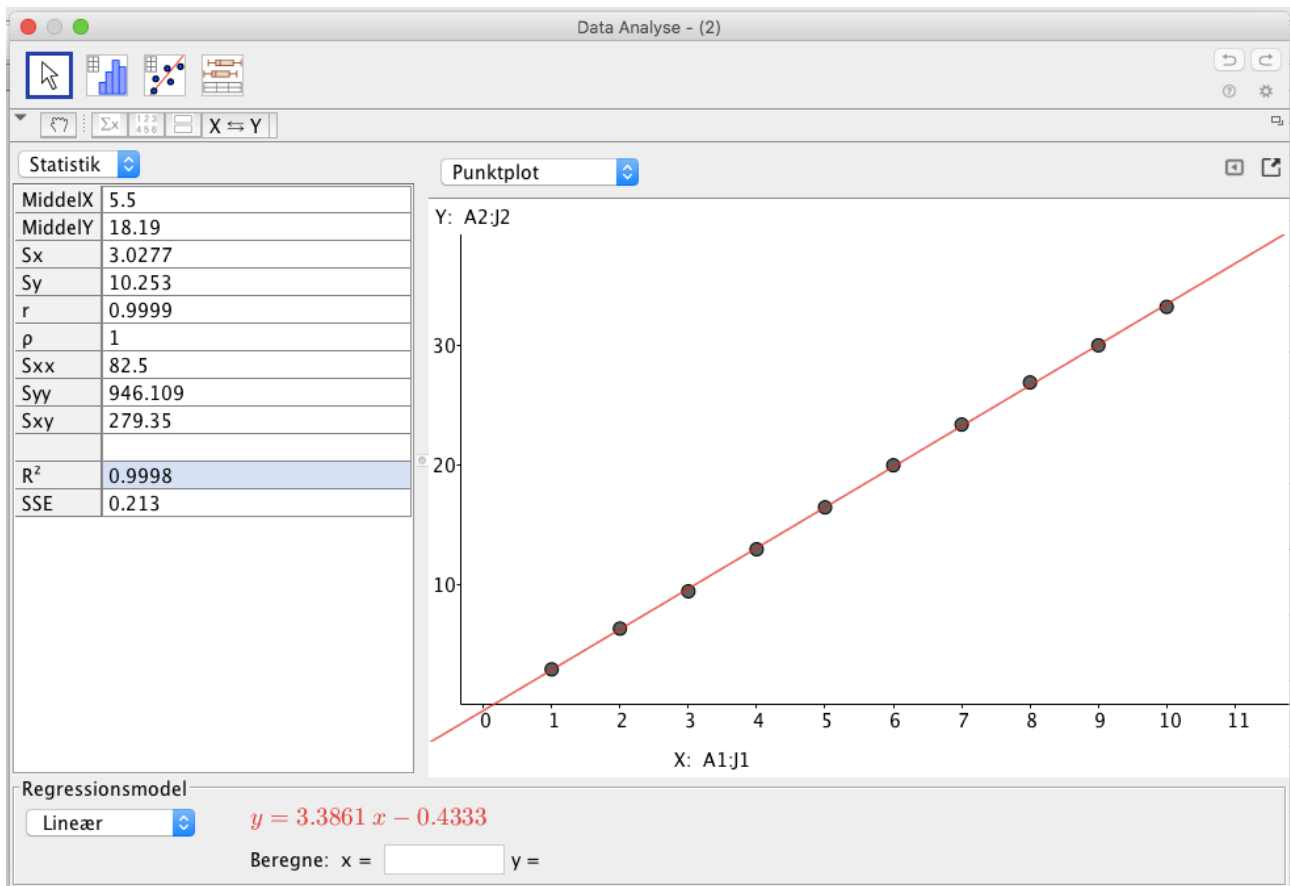 Data Analyse - (2)
Σx
123
456
X ⇆ Y
Statistik
Punktplot
MiddelX 5.5
MiddelY 18.19
Sx 3.0277
Sy 10.253
r 0.9999
ρ 1
Sxx 82.5
Syy 946.109
Sxy 279.35
R² 0.9998
SSE 0.213
Y: A2:J2
30
20
10
0 1 2 3 4 5 6 7 8 9 10 11
X: A1:J1
Regressionsmodel
Lineær
y = 3.3861 x − 0.4333
Beregne: x = y =